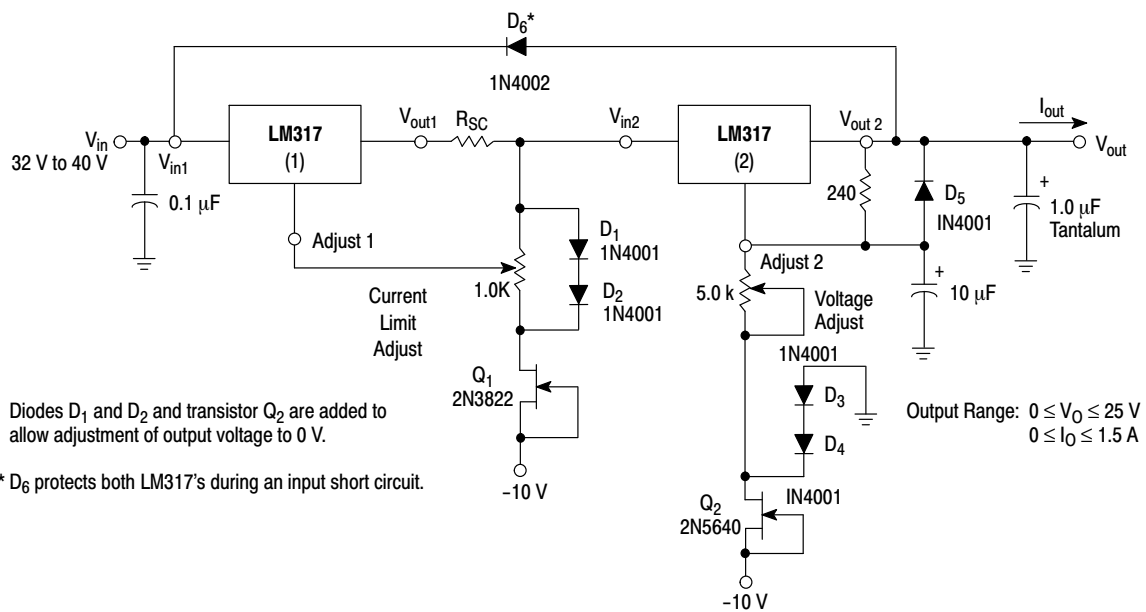 D6*
1N4002
Vin
32 V to 40 V
Vin1
0.1 μF
LM317
(1)
Adjust 1
Vout1
RSC
Vin2
LM317
(2)
Adjust 2
Vout 2
240
D5
IN4001
Iout
Vout
+
1.0 μF
Tantalum
+
10 μF
D1
1N4001
D2
1N4001
1.0K
Current
Limit
Adjust
5.0 k
Voltage
Adjust
1N4001
D3
D4
IN4001
Q1
2N3822
–10 V
Q2
2N5640
–10 V
Output Range: 0 ≤ VO ≤ 25 V
0 ≤ IO ≤ 1.5 A
Diodes D1 and D2 and transistor Q2 are added to
allow adjustment of output voltage to 0 V.
* D6 protects both LM317's during an input short circuit.